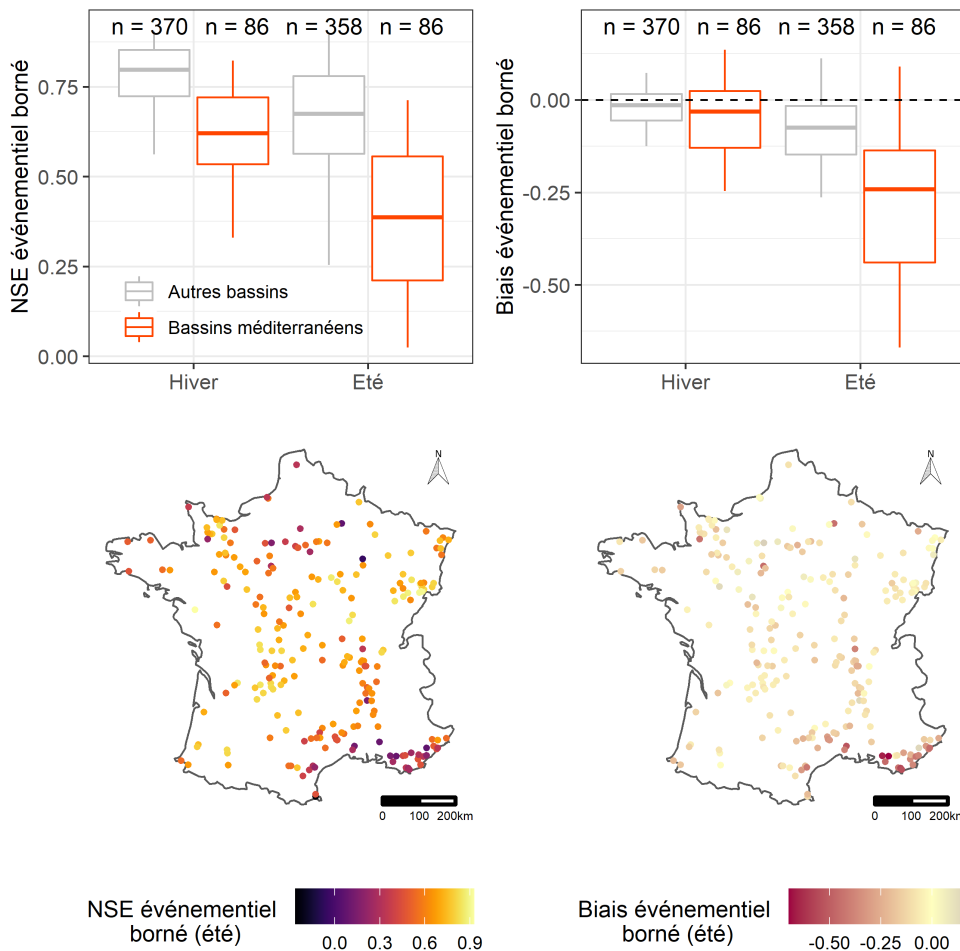 n = 370 n = 86 n = 358 n = 86
NSE événementiel borné
0.75
0.50
0.25
0.00
Autres bassins
Bassins méditerranéens
Hiver Eté
n = 370 n = 86 n = 358 n = 86
Biais événementiel borné
0.00
-0.25
-0.50
Hiver Eté
N
0 100 200km
N
0 100 200km
NSE événementiel
borné (été)
0.0 0.3 0.6 0.9
Biais événementiel
borné (été)
-0.50 -0.25 0.00